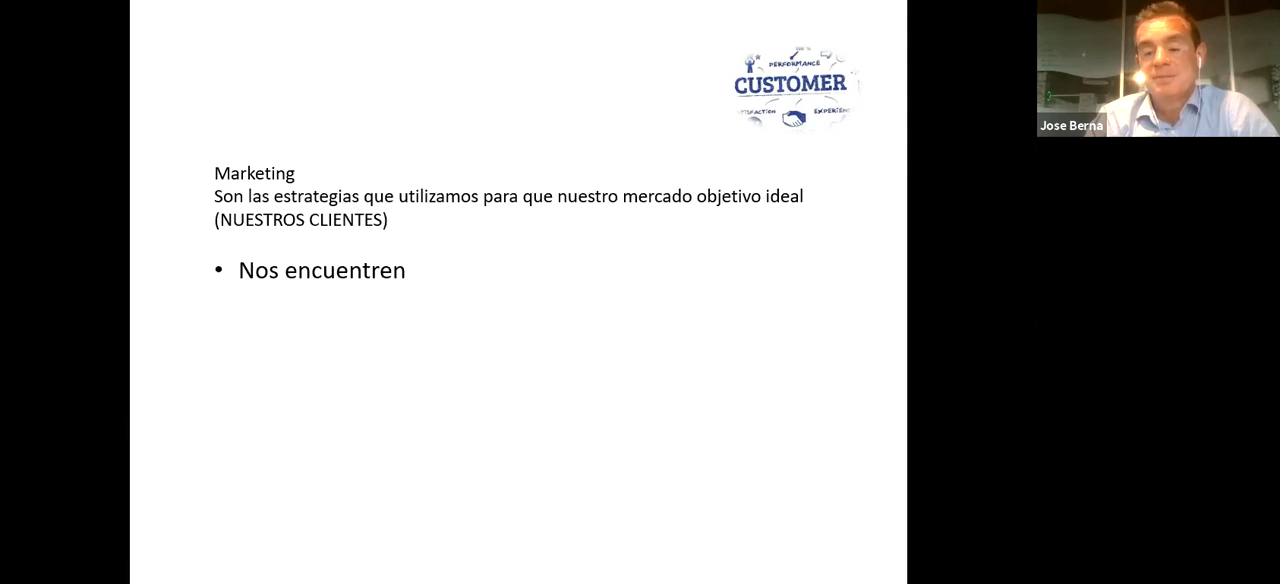 PERFORMANCE
CUSTOMER
EXPERIENC
Jose Berna
Marketing
Son las estrategias que utilizamos para que nuestro mercado objetivo ideal
(NUESTROS CLIENTES)
• Nos encuentren